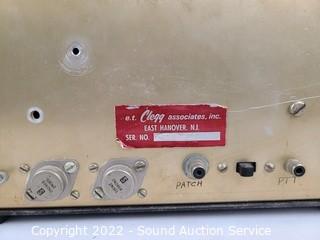 e.t. Clegg associates, inc.
EAST HANOVER, N.J.
SER. NO.
PATCH
PTT
Copyright 2022 - Sound Auction Service